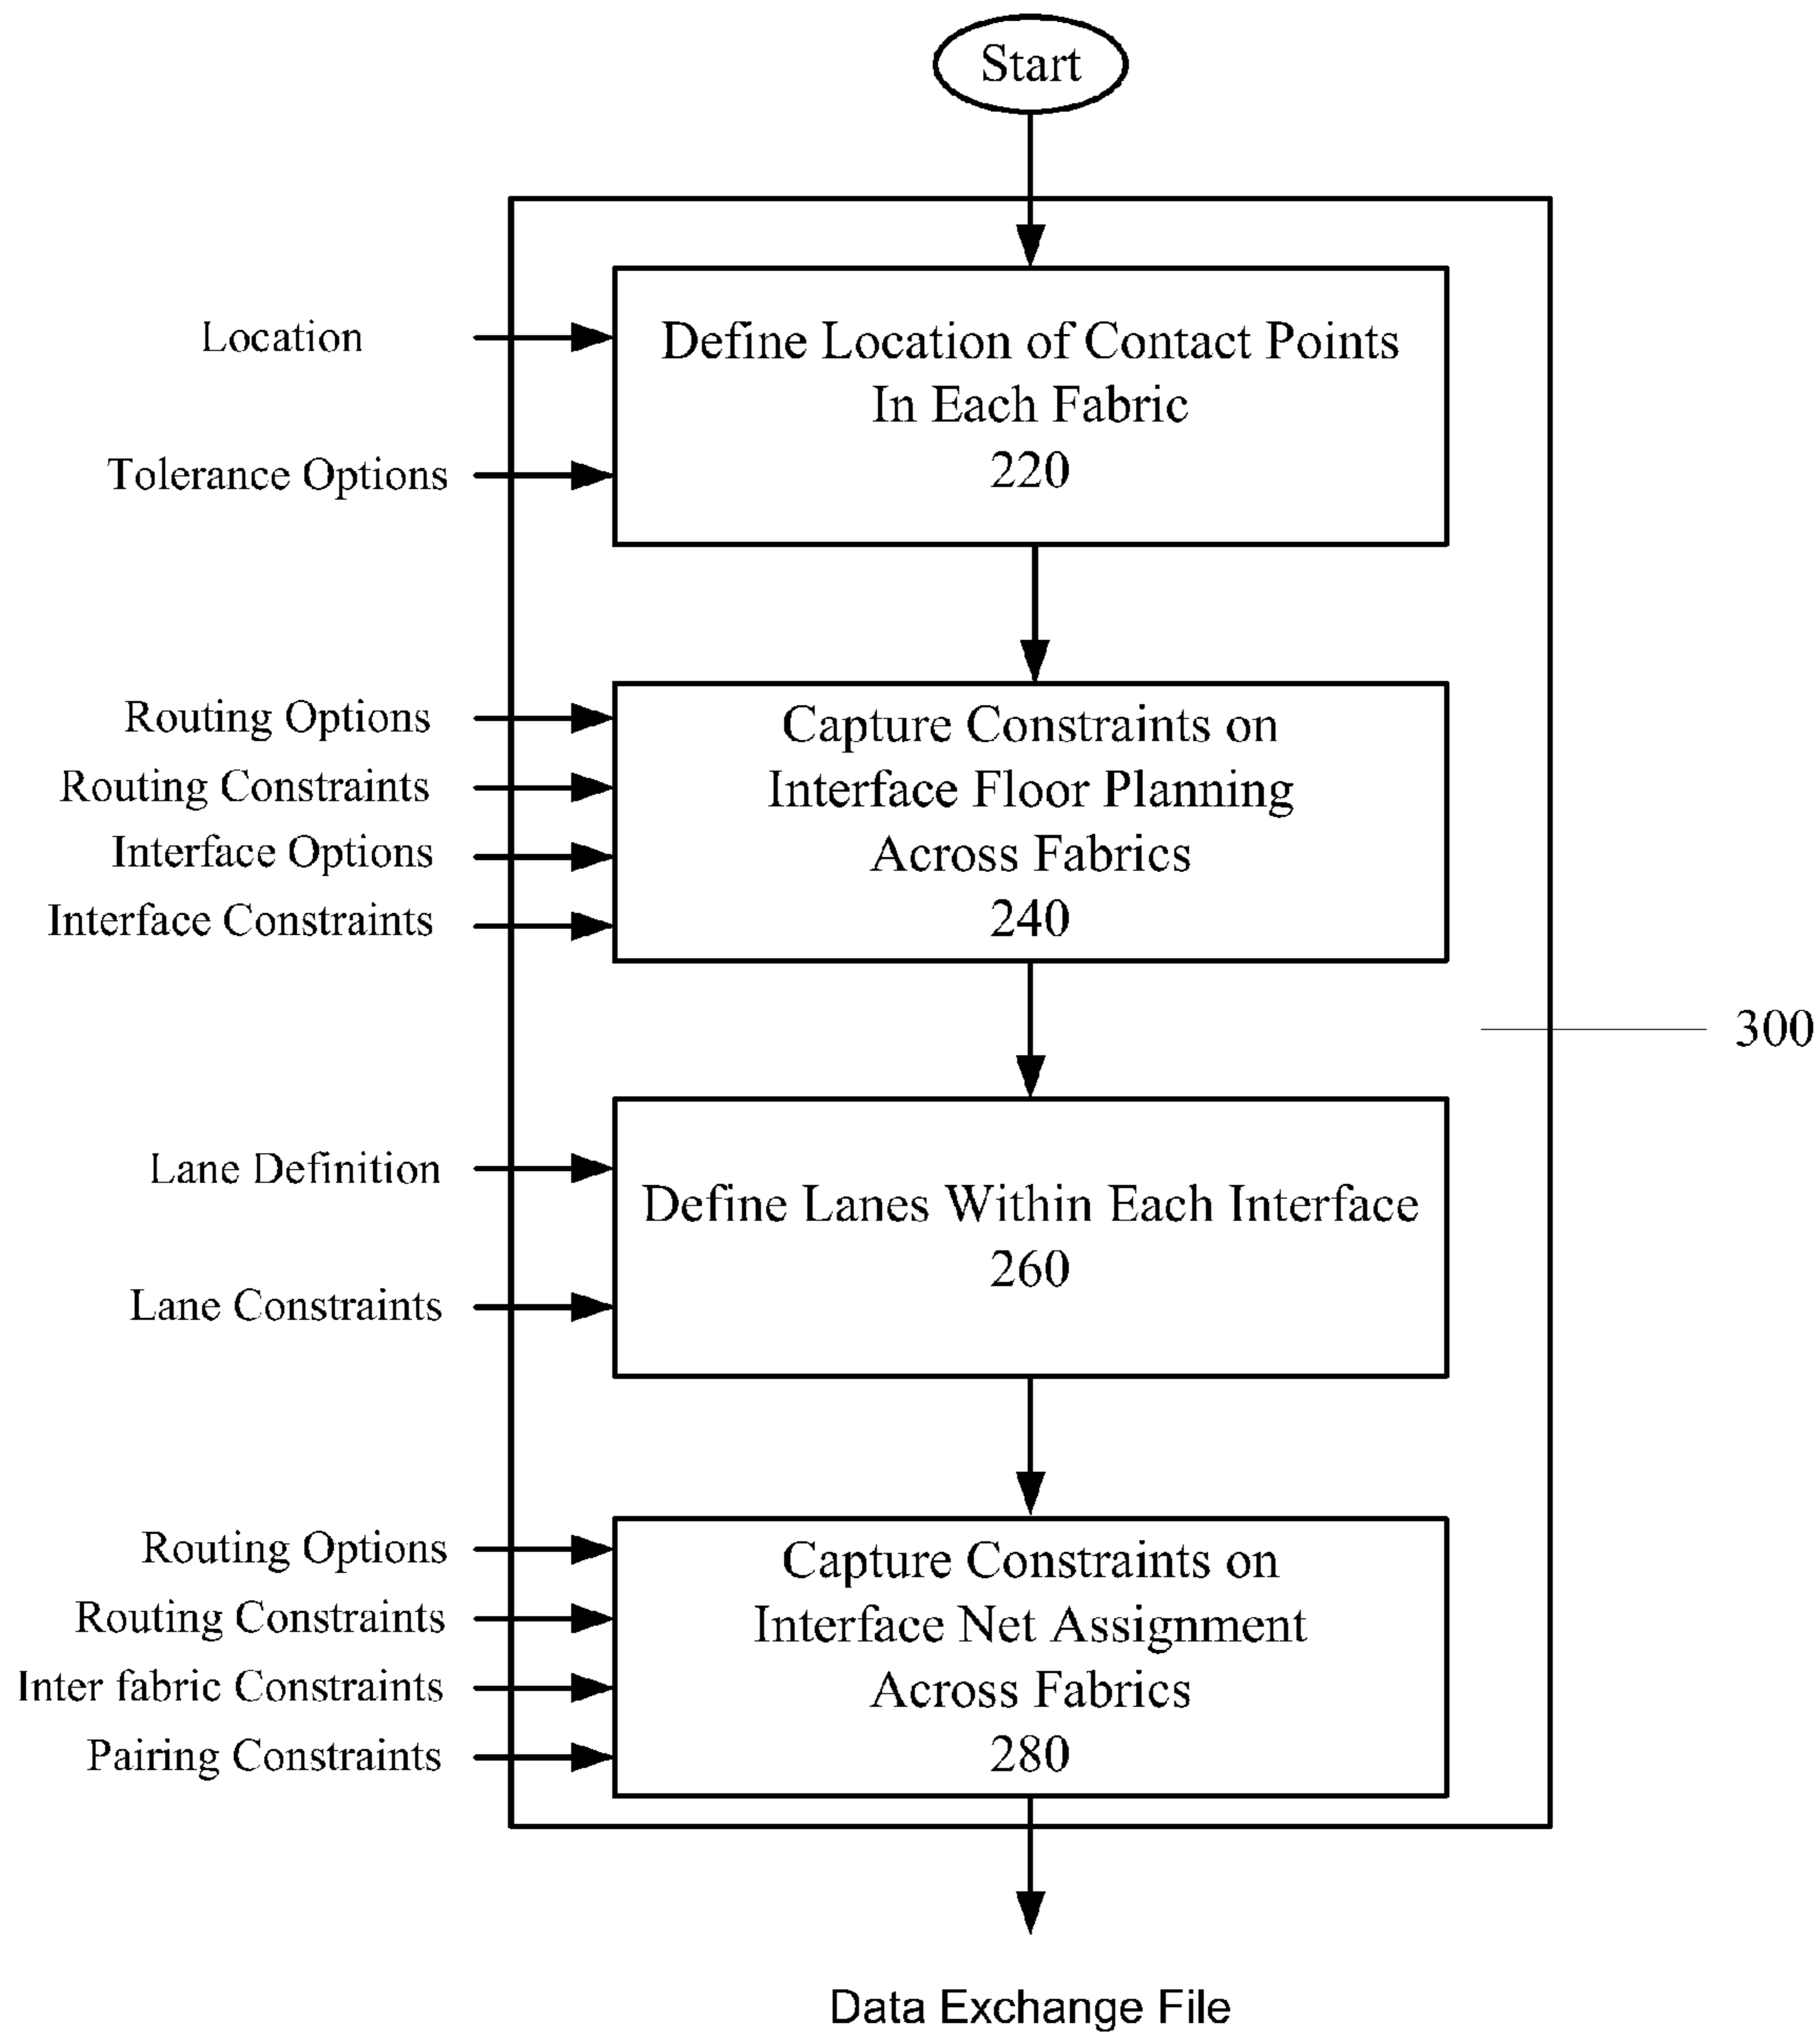 Start
Location
Tolerance Options
Define Location of Contact Points
In Each Fabric
220
Routing Options
Routing Constraints
Interface Options
Interface Constraints
Capture Constraints on
Interface Floor Planning
Across Fabrics
240
300
Lane Definition
Lane Constraints
Define Lanes Within Each Interface
260
Routing Options
Routing Constraints
Inter fabric Constraints
Pairing Constraints
Capture Constraints on
Interface Net Assignment
Across Fabrics
280
Data Exchange File